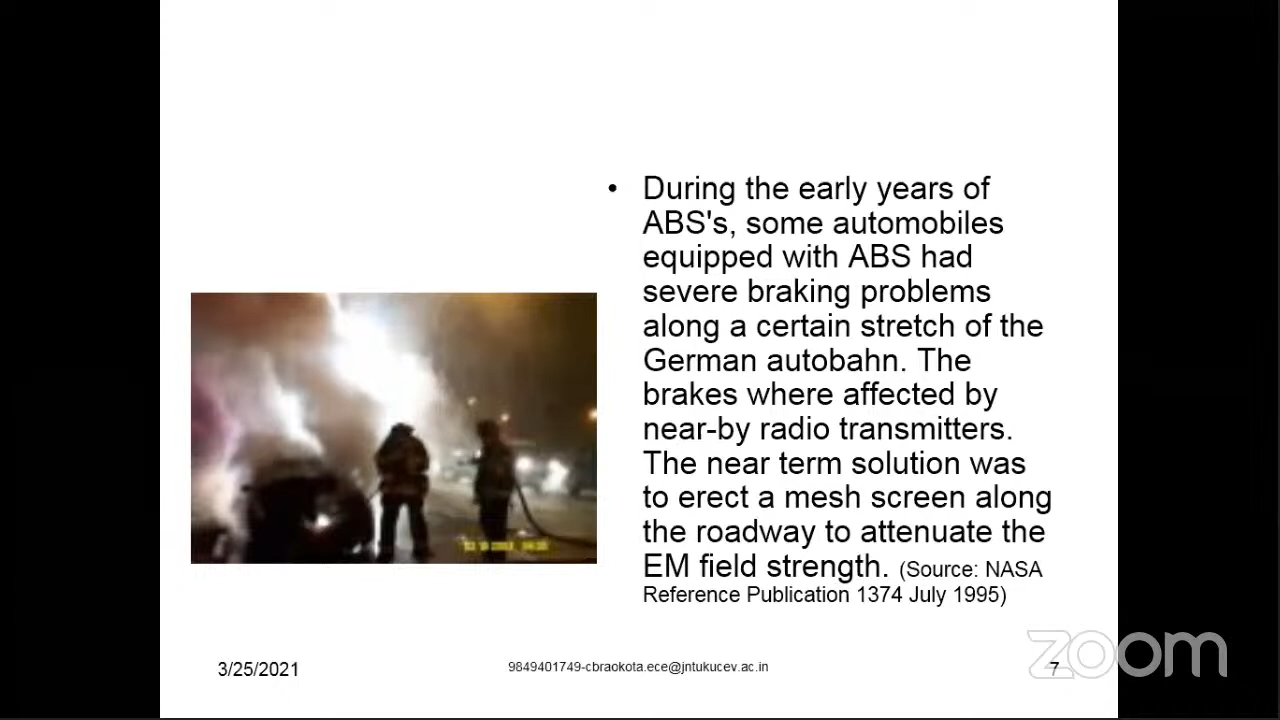 • During the early years of
ABS's, some automobiles
equipped with ABS had
severe braking problems
along a certain stretch of the
German autobahn. The
brakes where affected by
near-by radio transmitters.
The near term solution was
to erect a mesh screen along
the roadway to attenuate the
EM field strength. (Source: NASA
Reference Publication 1374 July 1995)
3/25/2021
9849401749-cbraokota.ece@jntukucev.ac.in
7
zoom